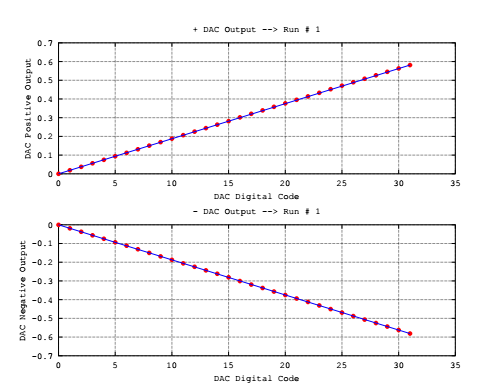 + DAC Output --> Run # 1
0.7
0.6
0.5
0.4
0.3
0.2
0.1
0
DAC Positive Output
0 5 10 15 20 25 30 35
DAC Digital Code
- DAC Output --> Run # 1
0
-0.1
-0.2
-0.3
-0.4
-0.5
-0.6
-0.7
DAC Negative Output
0 5 10 15 20 25 30 35
DAC Digital Code